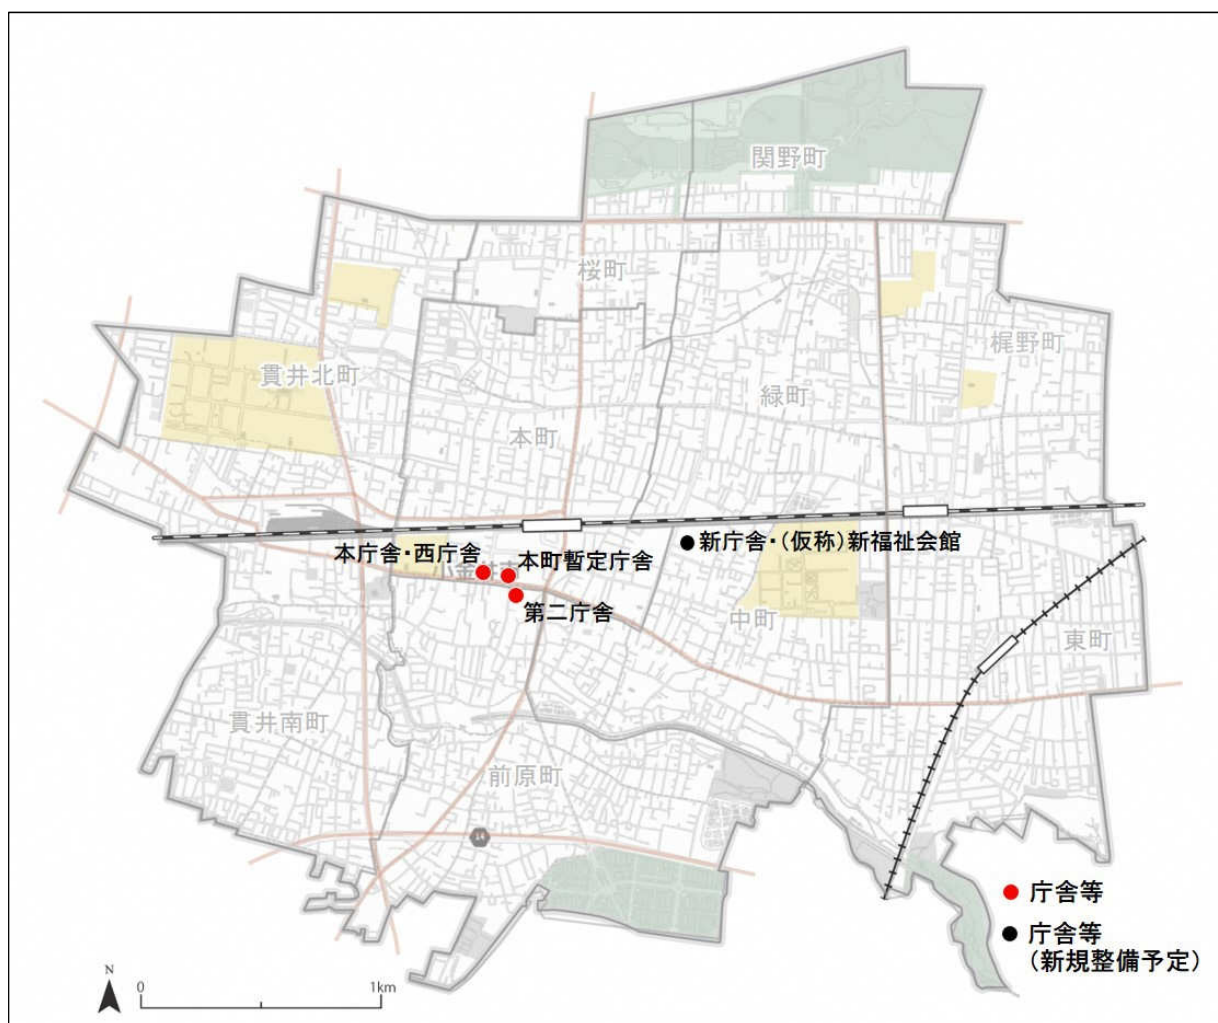 関野町
桜町
梶野町
貫井北町
緑町
本町
本庁舎・西庁舎
本町暫定庁舎
新庁舎・(仮称)新福祉会館
第二庁舎
中町
東町
貫井南町
前原町
14
庁舎等
庁舎等
(新規整備予定)
N
0
1km